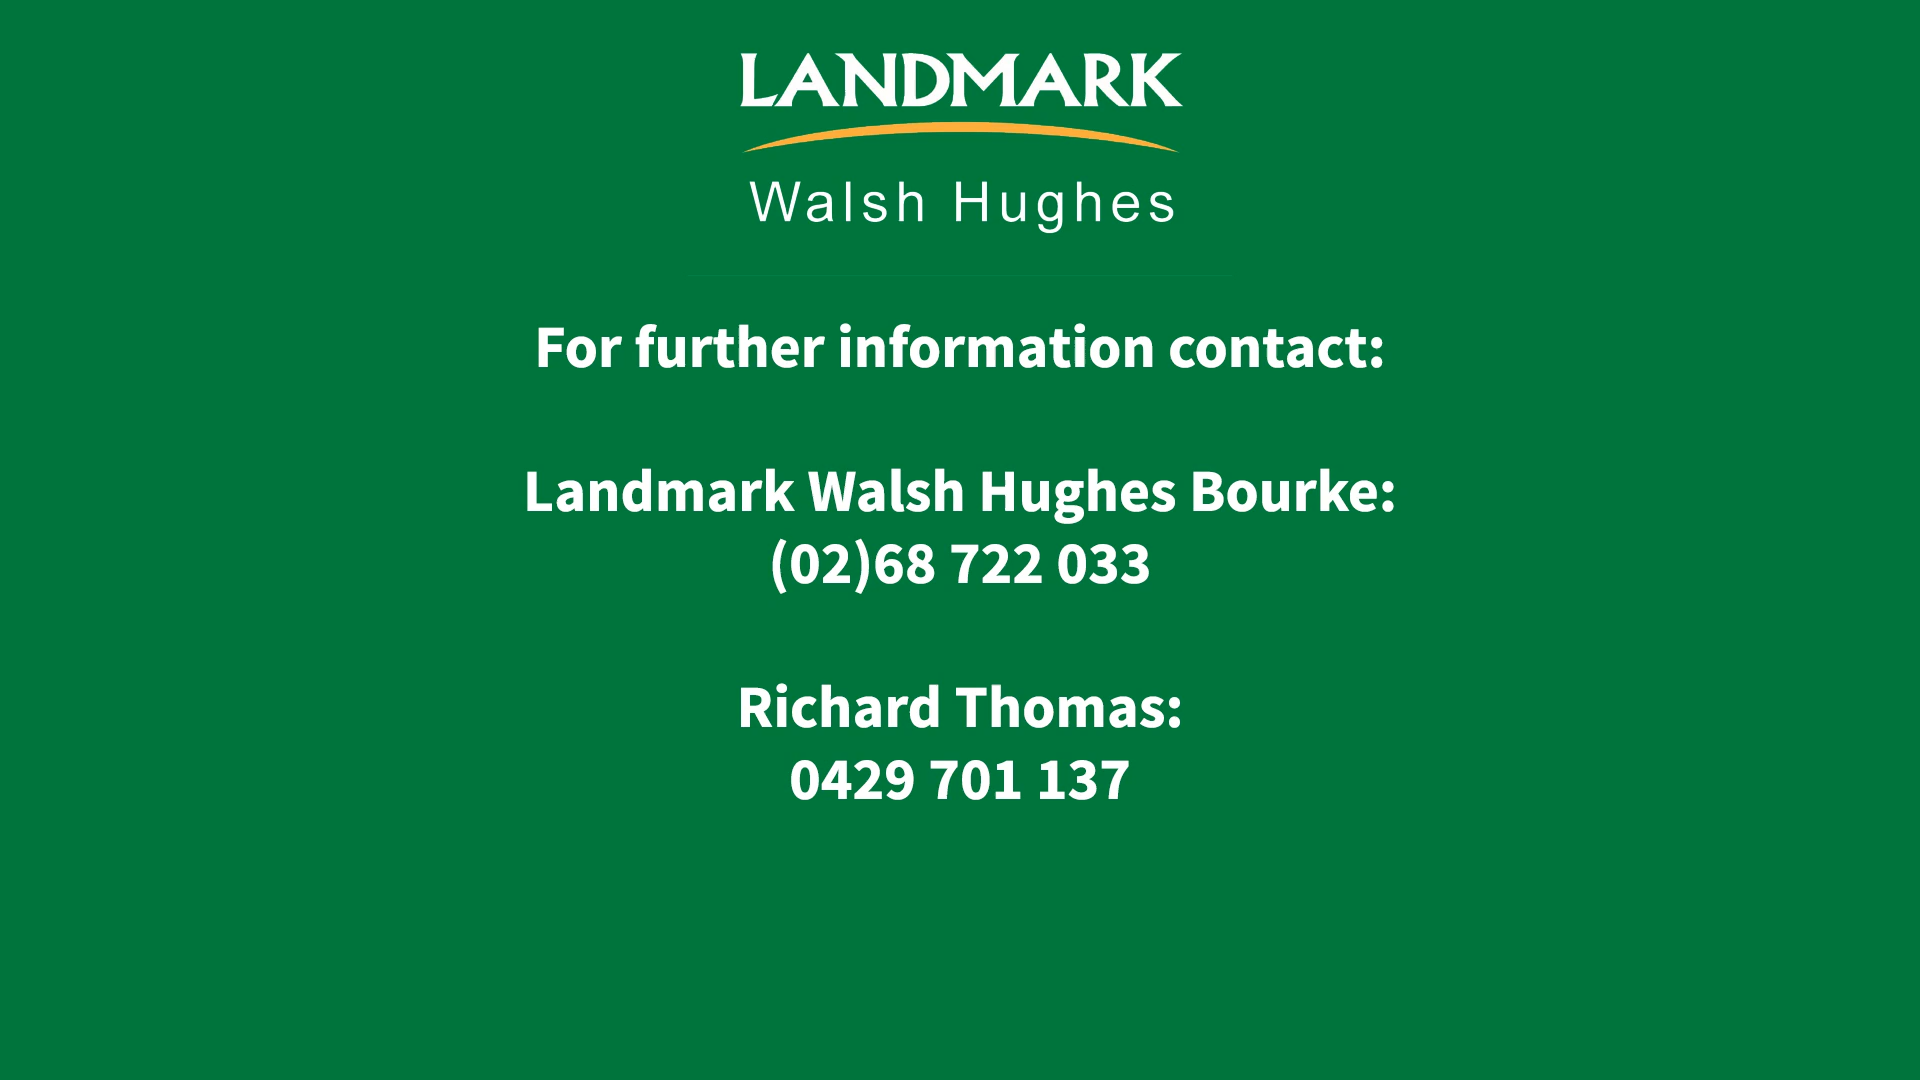 LANDMARK
Walsh Hughes
For further information contact:
Landmark Walsh Hughes Bourke:
(02)68 722 033
Richard Thomas:
0429 701 137